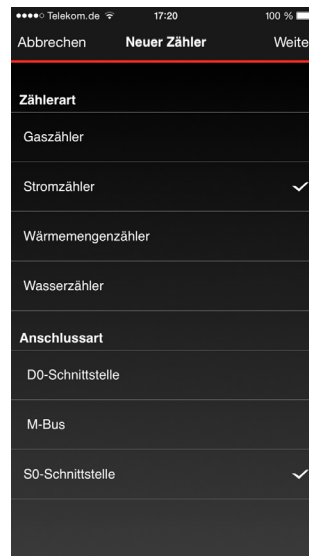 Telekom.de 17:20 100 %
Abbrechen Neuer Zähler Weite
Zählerart
Gaszähler
Stromzähler
Wärmemengenzähler
Wasserzähler
Anschlussart
D0-Schnittstelle
M-Bus
S0-Schnittstelle